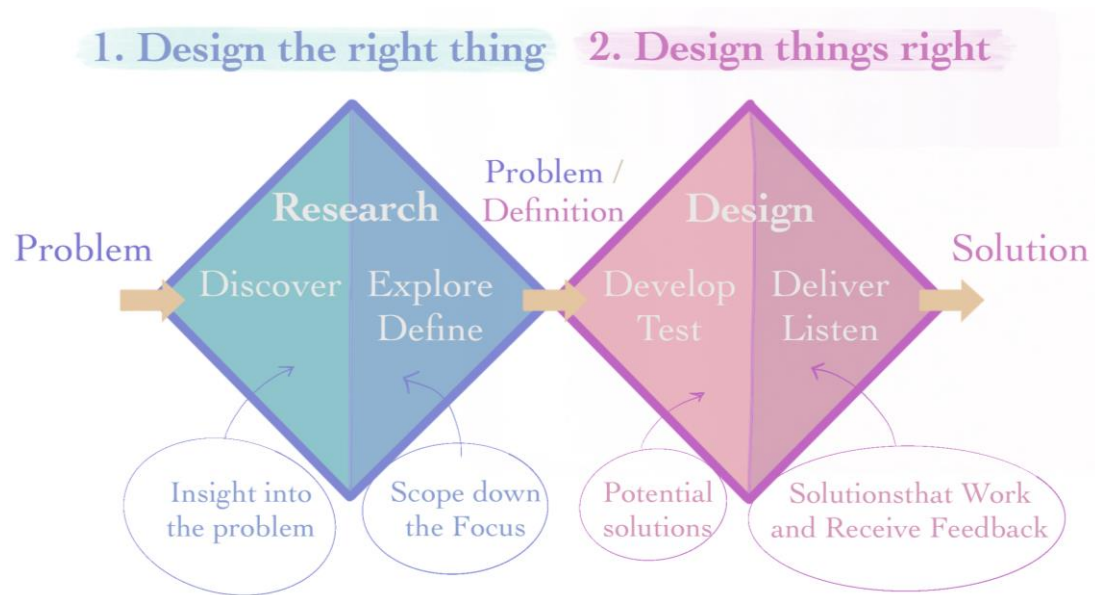 1. Design the right thing
2. Design things right
Problem
Research
Discover
Explore
Define
Problem /
Definition
Design
Develop
Test
Deliver
Listen
Solution
Insight into
the problem
Scope down
the Focus
Potential
solutions
Solutionsthat Work
and Receive Feedback